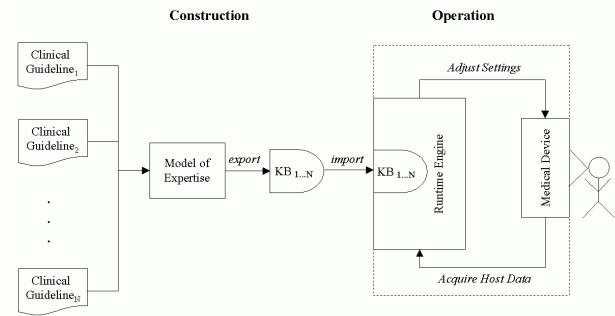 Construction
Operation
Clinical
Guideline1
Clinical
Guideline2
.
.
.
Clinical
GuidelineN
Model of
Expertise
export
KB 1...N
import
KB 1...N
Runtime Engine
Adjust Settings
Medical Device
Acquire Host Data